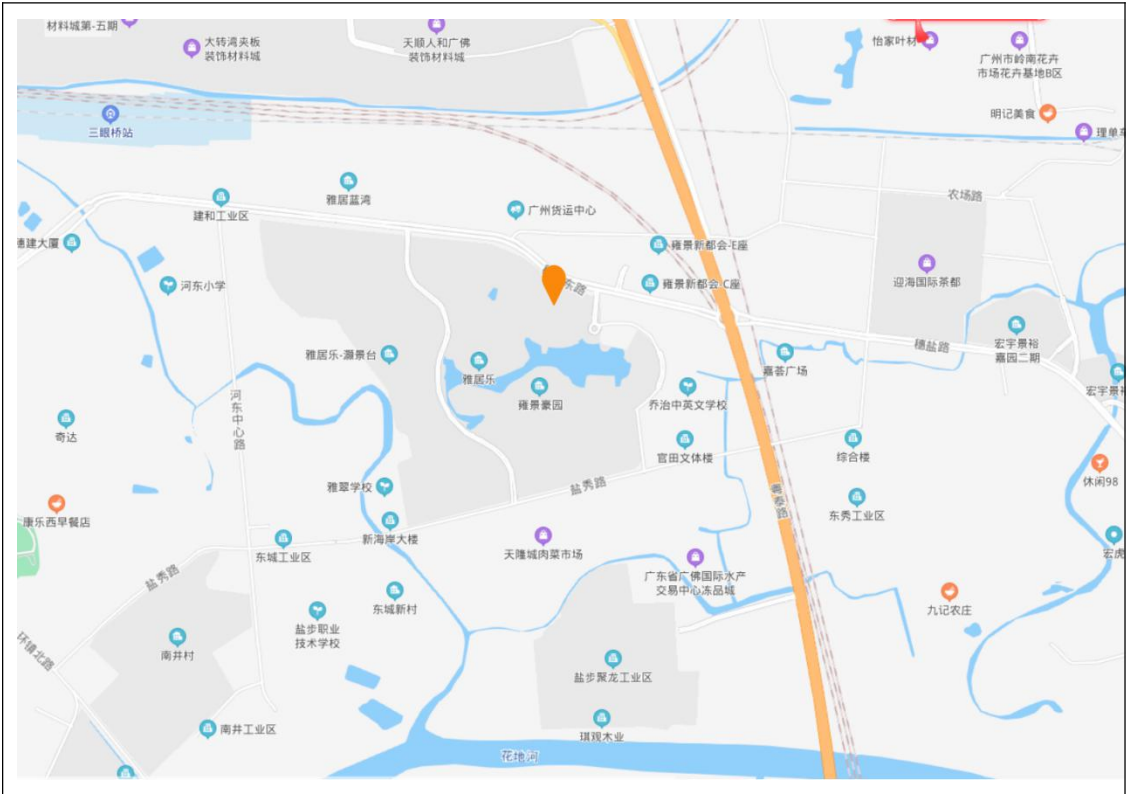 材料城第-五期
大转湾夹板
装饰材料城
天顺人和广佛
装饰材料城
怡家叶材
广州市岭南花卉
市场花卉基地B区
明记美食
理单车
三眼桥站
雅居蓝湾
建和工业区
广州货运中心
农场路
穗建大厦
雍景新都会-E座
河东小学
东路
雍景新都会-C座
迎海国际茶都
雅居乐-灏景台
雅居乐
嘉荟广场
穗盐路
宏宇景裕
嘉园二期
宏宇景裕
雍景豪园
乔治中英文学校
河东中心路
奇达
官田文体楼
综合楼
休闲98
雅翠学校
盐秀路
粤泰路
东秀工业区
康乐西早餐店
新海岸大楼
东城工业区
天隆城肉菜市场
宏虎
盐秀路
广东省广佛国际水产
交易中心冻品城
东城新村
九记农庄
盐步职业
技术学校
环镇北路
南井村
盐步聚龙工业区
南井工业区
琪观木业
花地河